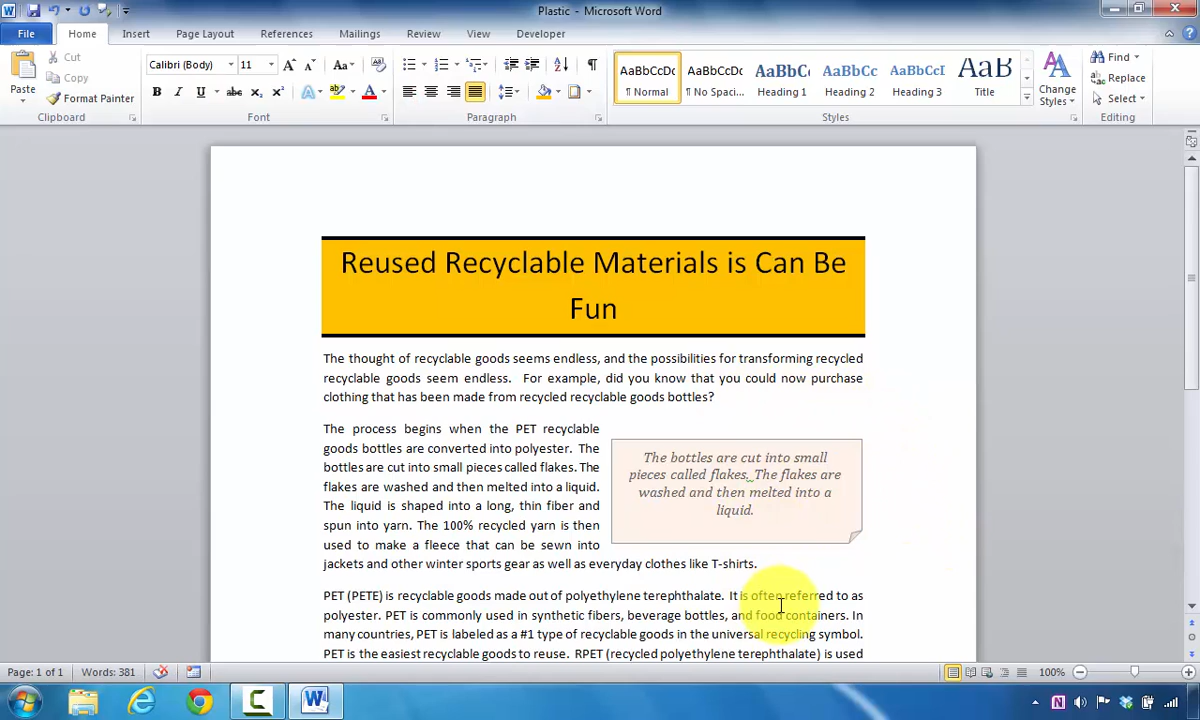 Plastic - Microsoft Word
File Home Insert Page Layout References Mailings Review View Developer
Paste
Cut
Copy
Format Painter
Clipboard
Calibri (Body) 11
Font
Paragraph
AaBbCcDc AaBbCcDc AaBbCc AaBbCc AaBbCcI AaB
¶ Normal ¶ No Spaci... Heading 1 Heading 2 Heading 3 Title
Change
Styles
Styles
Find
Replace
Select
Editing
Reused Recyclable Materials is Can Be
Fun
The thought of recyclable goods seems endless, and the possibilities for transforming recycled
recyclable goods seem endless. For example, did you know that you could now purchase
clothing that has been made from recycled recyclable goods bottles?
The process begins when the PET recyclable
goods bottles are converted into polyester. The
bottles are cut into small pieces called flakes. The
flakes are washed and then melted into a liquid.
The liquid is shaped into a long, thin fiber and
spun into yarn. The 100% recycled yarn is then
used to make a fleece that can be sewn into
jackets and other winter sports gear as well as everyday clothes like T-shirts.
The bottles are cut into small
pieces called flakes. The flakes are
washed and then melted into a
liquid.
PET (PETE) is recyclable goods made out of polyethylene terephthalate. It is often referred to as
polyester. PET is commonly used in synthetic fibers, beverage bottles, and food containers. In
many countries, PET is labeled as a #1 type of recyclable goods in the universal recycling symbol.
PET is the easiest recyclable goods to reuse. RPET (recycled polyethylene terephthalate) is used
Page: 1 of 1 Words: 381 100%